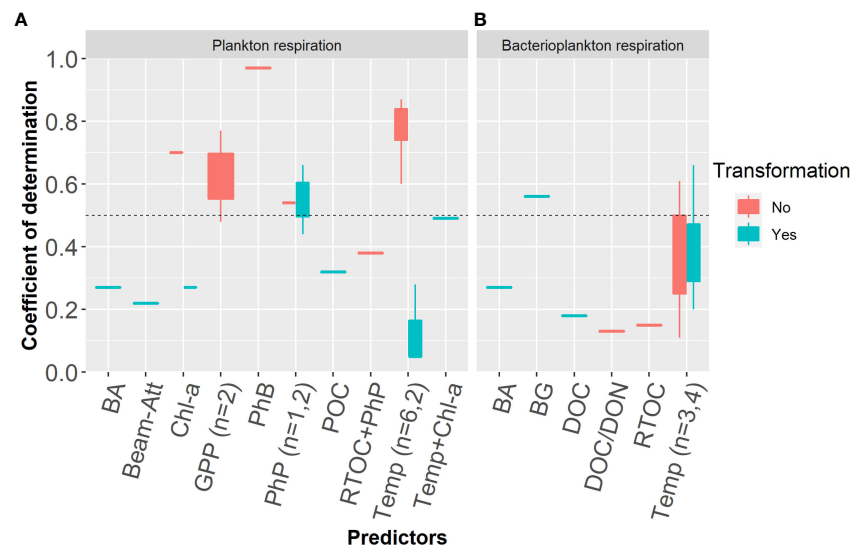 A
B
Plankton respiration
Bacterioplankton respiration
Coefficient of determination
1.0
0.8
0.6
0.4
0.2
0.0
BA
Beam-Att
Chl-a
GPP (n=2)
PhB
PhP (n=1,2)
POC
RTOC+PhP
Temp (n=6,2)
Temp+Chl-a
BA
BG
DOC
DOC/DON
RTOC
Temp (n=3,4)
Predictors
Transformation
No
Yes